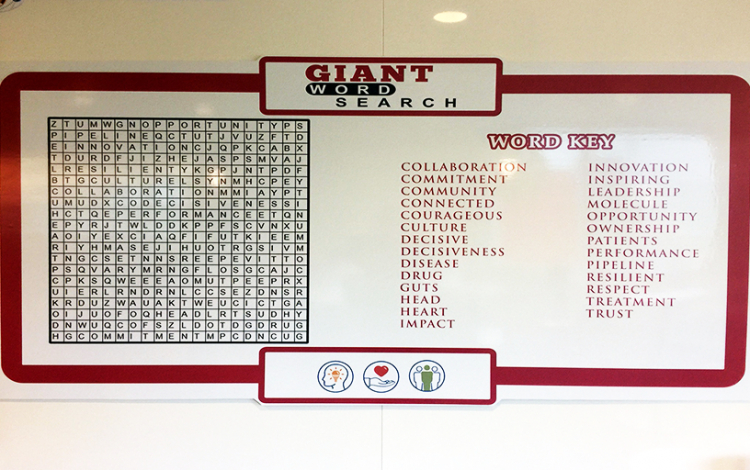 GIANT
WORD
SEARCH
Z T U M W G N O P P O R T U N I T Y P S
P I P E L I N E Q C T U T J V U Z F T D
E I N N O V A T I O N C J Q P K C A B X
T D U R D F J I Z H E J A S P S M V A J
L R E S I L I E N T Y K G P J N T P D F
B T G C U L T U R E L S Y N M H C P E Y
C O L L A B O R A T I O N M M I A Y P T
U M U D X C O D E C I S I V E N E S S I
H C T Q E P E R F O R M A N C E E T Q N
E P Y R J T W L D D K P P F S C V N X U
A O I Y E X C I A Q F I F U T K I E E M
R I Y H M A S E J I H U D T R G S I V M
T N G C S E T N N S R E E P E V I T T O
P S Q V A R Y M R N G F L O S G C A J C
C P K S Q W E E E A O M U T P E E P R X
U I E R L R N D R N L C C S E Z D N S R
K R D U Z W A U A K T W E U C I C T G A
O I J U O F O Q H E A D L R T S U D H Y
D N W U Q C O F S Z L D O T D G D R U G
H G C O M M I T M E N T M P C D N C U G
WORD KEY
COLLABORATION
COMMITMENT
COMMUNITY
CONNECTED
COURAGEOUS
CULTURE
DECISIVE
DECISIVENESS
DISEASE
DRUG
GUTS
HEAD
HEART
IMPACT
INNOVATION
INSPIRING
LEADERSHIP
MOLECULE
OPPORTUNITY
OWNERSHIP
PATIENTS
PERFORMANCE
PIPELINE
RESILIENT
RESPECT
TREATMENT
TRUST